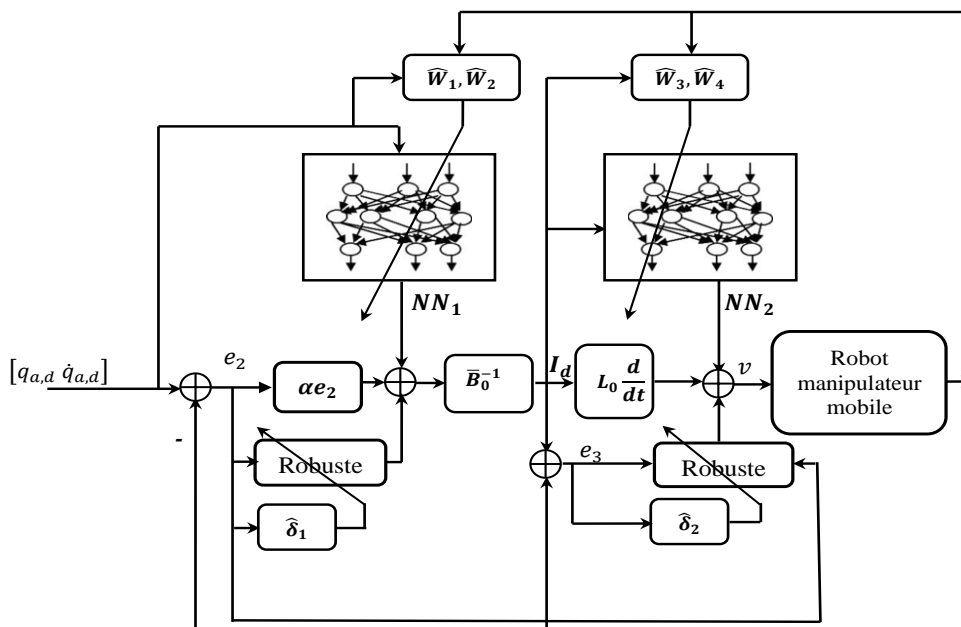 Ŵ₁, Ŵ₂
Ŵ₃, Ŵ₄
NN₁
NN₂
[q_{a,d} q̇_{a,d}]
e₂
αe₂
B̅₀⁻¹
I_d
L₀ d/dt
v
Robot
manipulateur
mobile
-
Robuste
e₃
Robuste
δ̂₁
δ̂₂